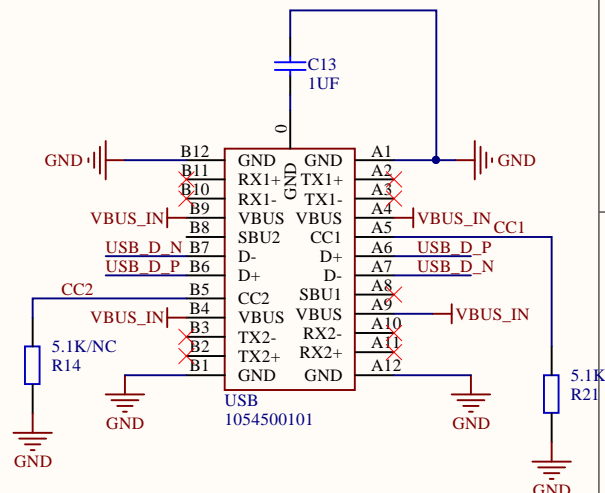 C13
1UF
0
GND
B12 GND GND A1 GND
GND
B11 RX1+ TX1+ A2
B10 RX1- TX1- A3
VBUS_IN B9 VBUS VBUS A4 VBUS_IN
B8 SBU2 CC1 A5 CC1
USB_D_N B7 D- D+ A6 USB_D_P
USB_D_P B6 D+ D- A7 USB_D_N
CC2 B5 CC2 SBU1 A8
VBUS_IN B4 VBUS VBUS A9 VBUS_IN
B3 TX2- RX2- A10
B2 TX2+ RX2+ A11
B1 GND GND A12
5.1K/NC
R14
5.1K
R21
USB
1054500101
GND
GND
GND
GND